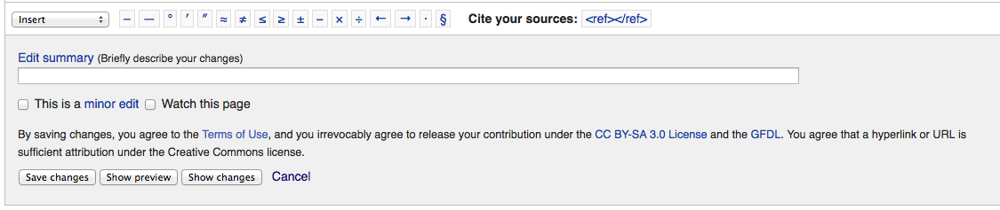 Insert – — ° ′ ″ ≈ ≠ ≤ ≥ ± − × ÷ ← → · § Cite your sources: <ref></ref>
Edit summary (Briefly describe your changes)
This is a minor edit Watch this page
By saving changes, you agree to the Terms of Use, and you irrevocably agree to release your contribution under the CC BY-SA 3.0 License and the GFDL. You agree that a hyperlink or URL is
sufficient attribution under the Creative Commons license.
Save changes Show preview Show changes Cancel